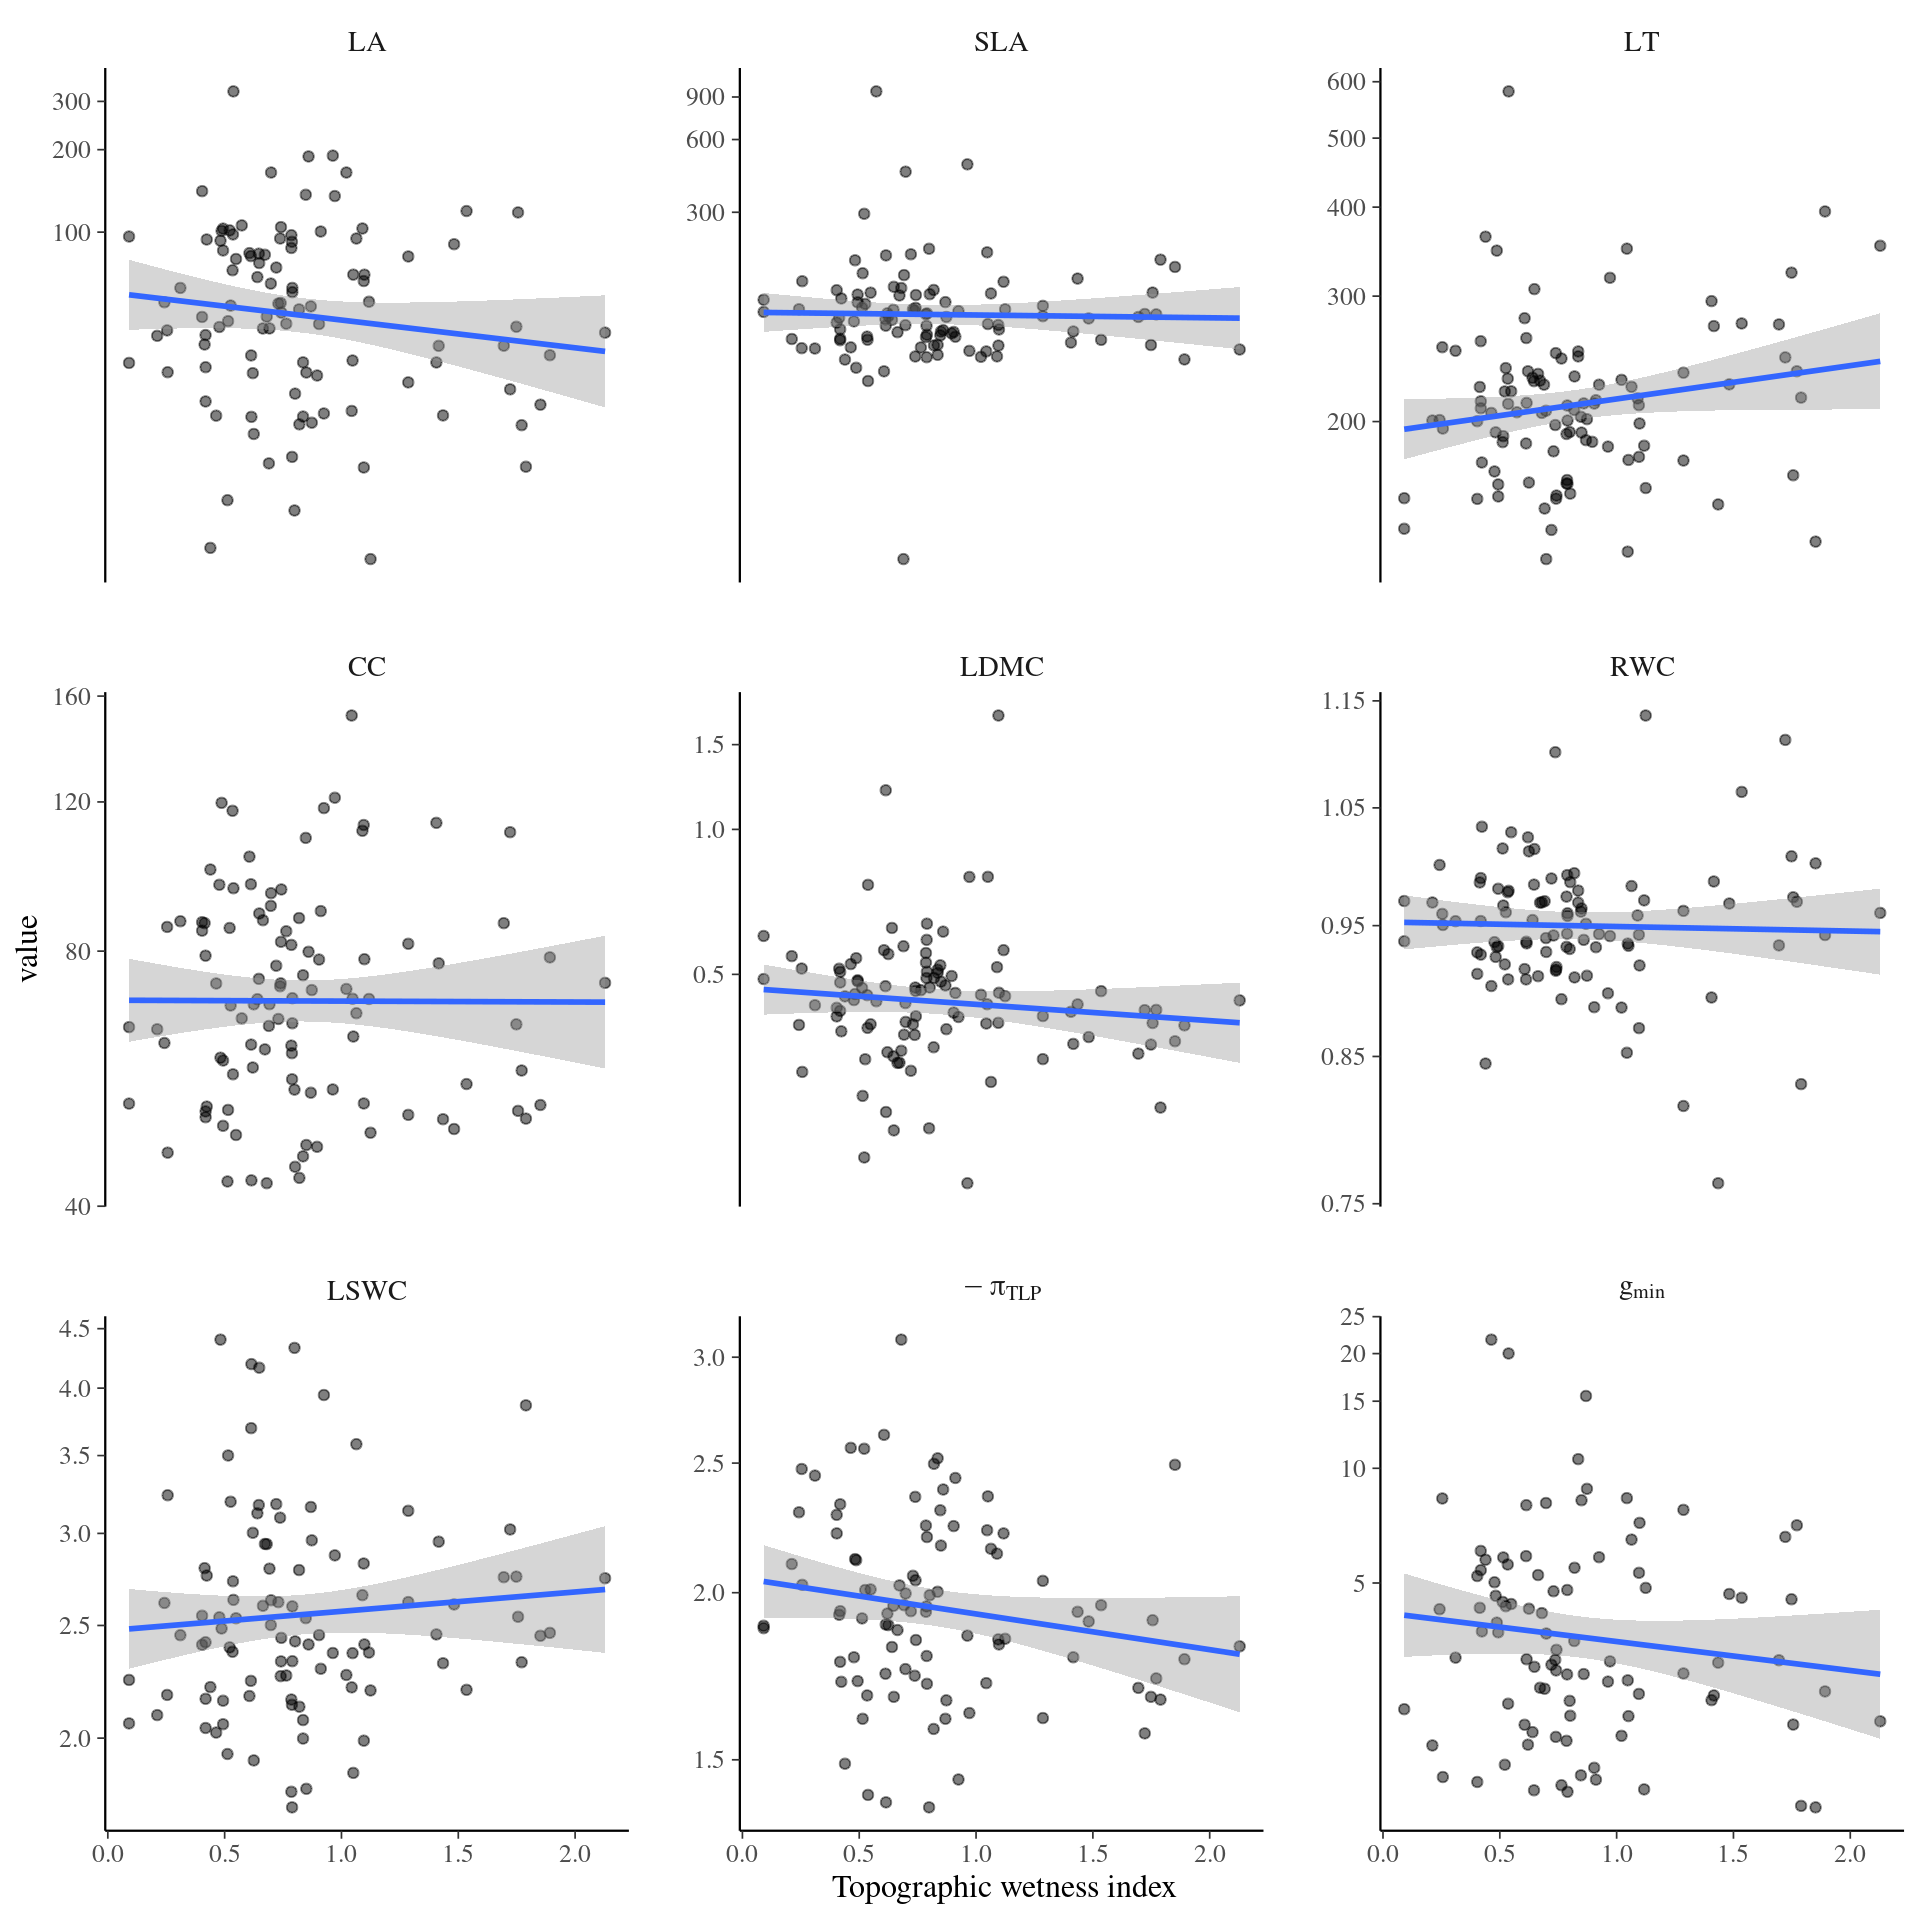 LA SLA LT
300 900 600
200 600 500
100 300 400
300
200
CC LDMC RWC
160 1.5 1.15
120 1.0 1.05
80 0.5 0.95
40 0.85
0.75
value
LSWC − πTLP gmin
4.5 3.0 25
4.0 2.5 20
3.5 2.0 15
3.0 1.5 10
2.5 5
2.0
0.0 0.5 1.0 1.5 2.0 0.0 0.5 1.0 1.5 2.0 0.0 0.5 1.0 1.5 2.0
Topographic wetness index